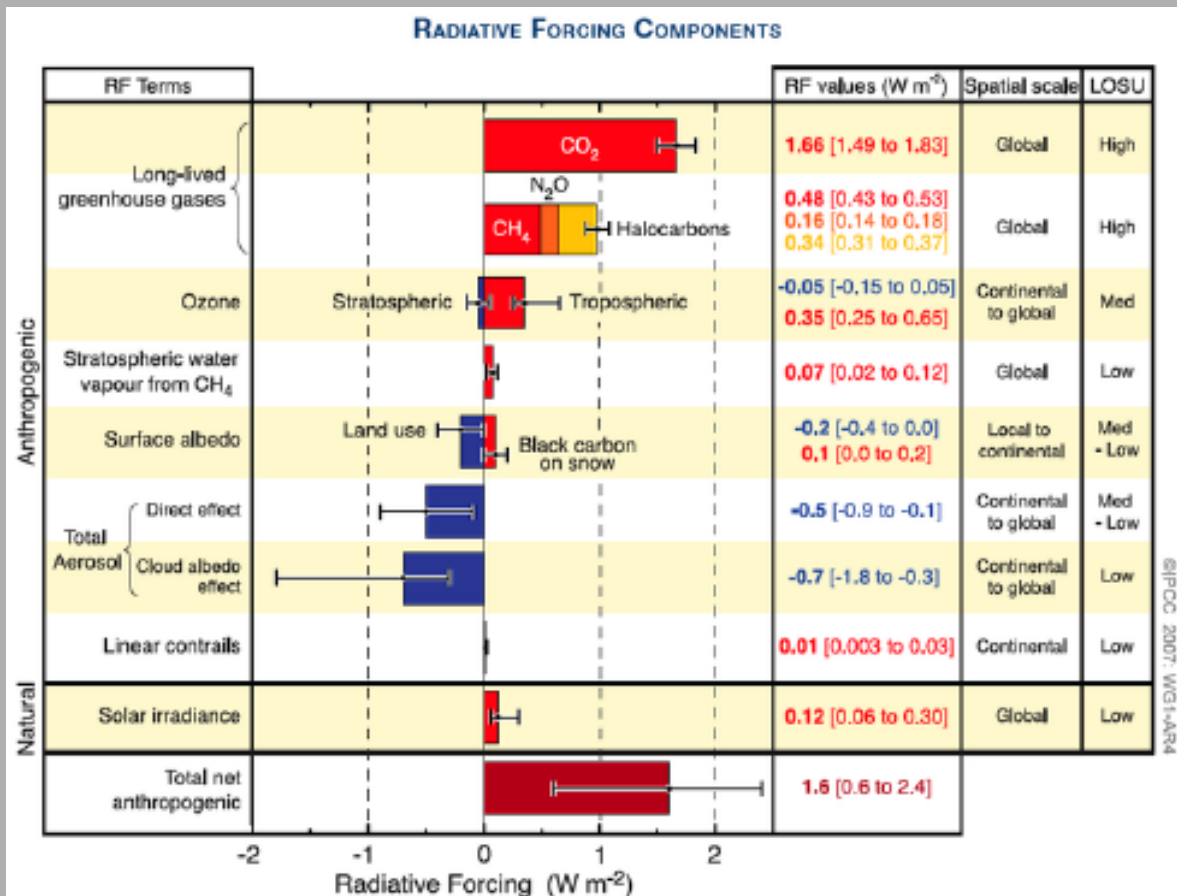 RADIATIVE FORCING COMPONENTS
RF Terms
RF values (W m⁻²)
Spatial scale
LOSU
Anthropogenic
Long-lived
greenhouse gases
CO₂
1.66 [1.49 to 1.83]
Global
High
N₂O
CH₄
Halocarbons
0.48 [0.43 to 0.53]
0.16 [0.14 to 0.18]
0.34 [0.31 to 0.37]
Global
High
Ozone
Stratospheric
Tropospheric
-0.05 [-0.15 to 0.05]
0.35 [0.25 to 0.65]
Continental
to global
Med
Stratospheric water
vapour from CH₄
0.07 [0.02 to 0.12]
Global
Low
Surface albedo
Land use
Black carbon
on snow
-0.2 [-0.4 to 0.0]
0.1 [0.0 to 0.2]
Local to
continental
Med
- Low
Total
Aerosol
Direct effect
-0.5 [-0.9 to -0.1]
Continental
to global
Med
- Low
Cloud albedo
effect
-0.7 [-1.8 to -0.3]
Continental
to global
Low
Linear contrails
0.01 [0.003 to 0.03]
Continental
Low
Natural
Solar irradiance
0.12 [0.06 to 0.30]
Global
Low
Total net
anthropogenic
1.6 [0.6 to 2.4]
-2
-1
0
1
2
Radiative Forcing (W m⁻²)
©IPCC 2007: WG1-AR4